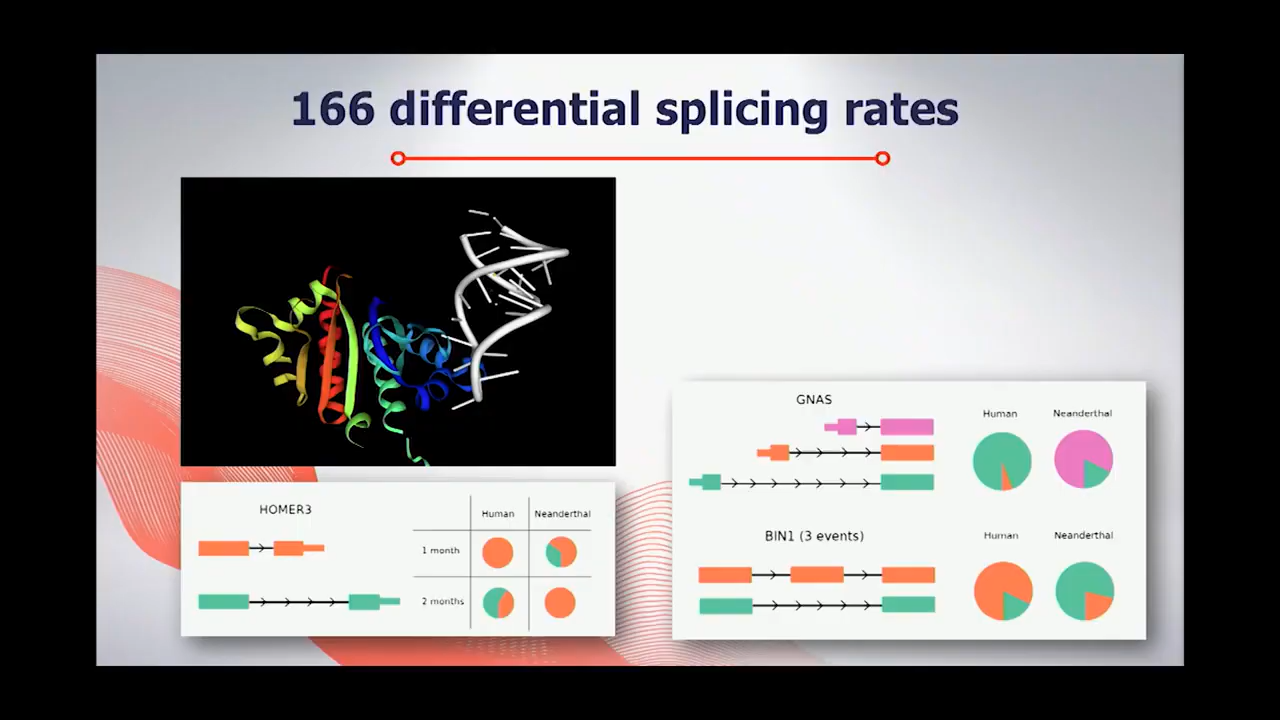 166 differential splicing rates
HOMER3
Human Neanderthal
1 month
2 months
GNAS
Human Neanderthal
BIN1 (3 events)
Human Neanderthal